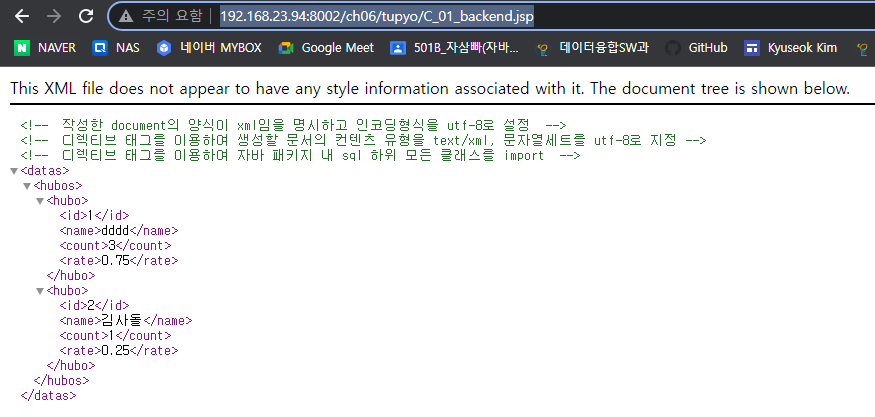 주의 요함 | 192.168.23.94:8002/ch06/tupyo/C_01_backend.jsp
NAVER NAS 네이버 MYBOX Google Meet 501B_자삼빠(자바... 데이터융합SW과 GitHub Kyuseok Kim
This XML file does not appear to have any style information associated with it. The document tree is shown below.
<!-- 작성한 document의 양식이 xml임을 명시하고 인코딩형식을 utf-8로 설정 -->
<!-- 디렉티브 태그를 이용하여 생성할 문서의 컨텐츠 유형을 text/xml, 문자열세트를 utf-8로 지정 -->
<!-- 디렉티브 태그를 이용하여 자바 패키지 내 sql 하위 모든 클래스를 import -->
<datas>
<hubos>
<hubo>
<id>1</id>
<name>dddd</name>
<count>3</count>
<rate>0.75</rate>
</hubo>
<hubo>
<id>2</id>
<name>김사돌</name>
<count>1</count>
<rate>0.25</rate>
</hubo>
</hubos>
</datas>